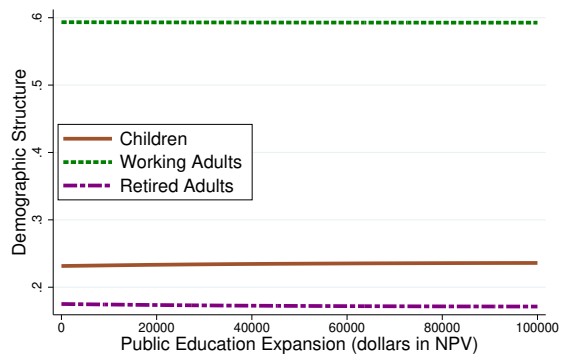 Demographic Structure
.6
.5
.4
.3
.2
Children
Working Adults
Retired Adults
0 20000 40000 60000 80000 100000
Public Education Expansion (dollars in NPV)